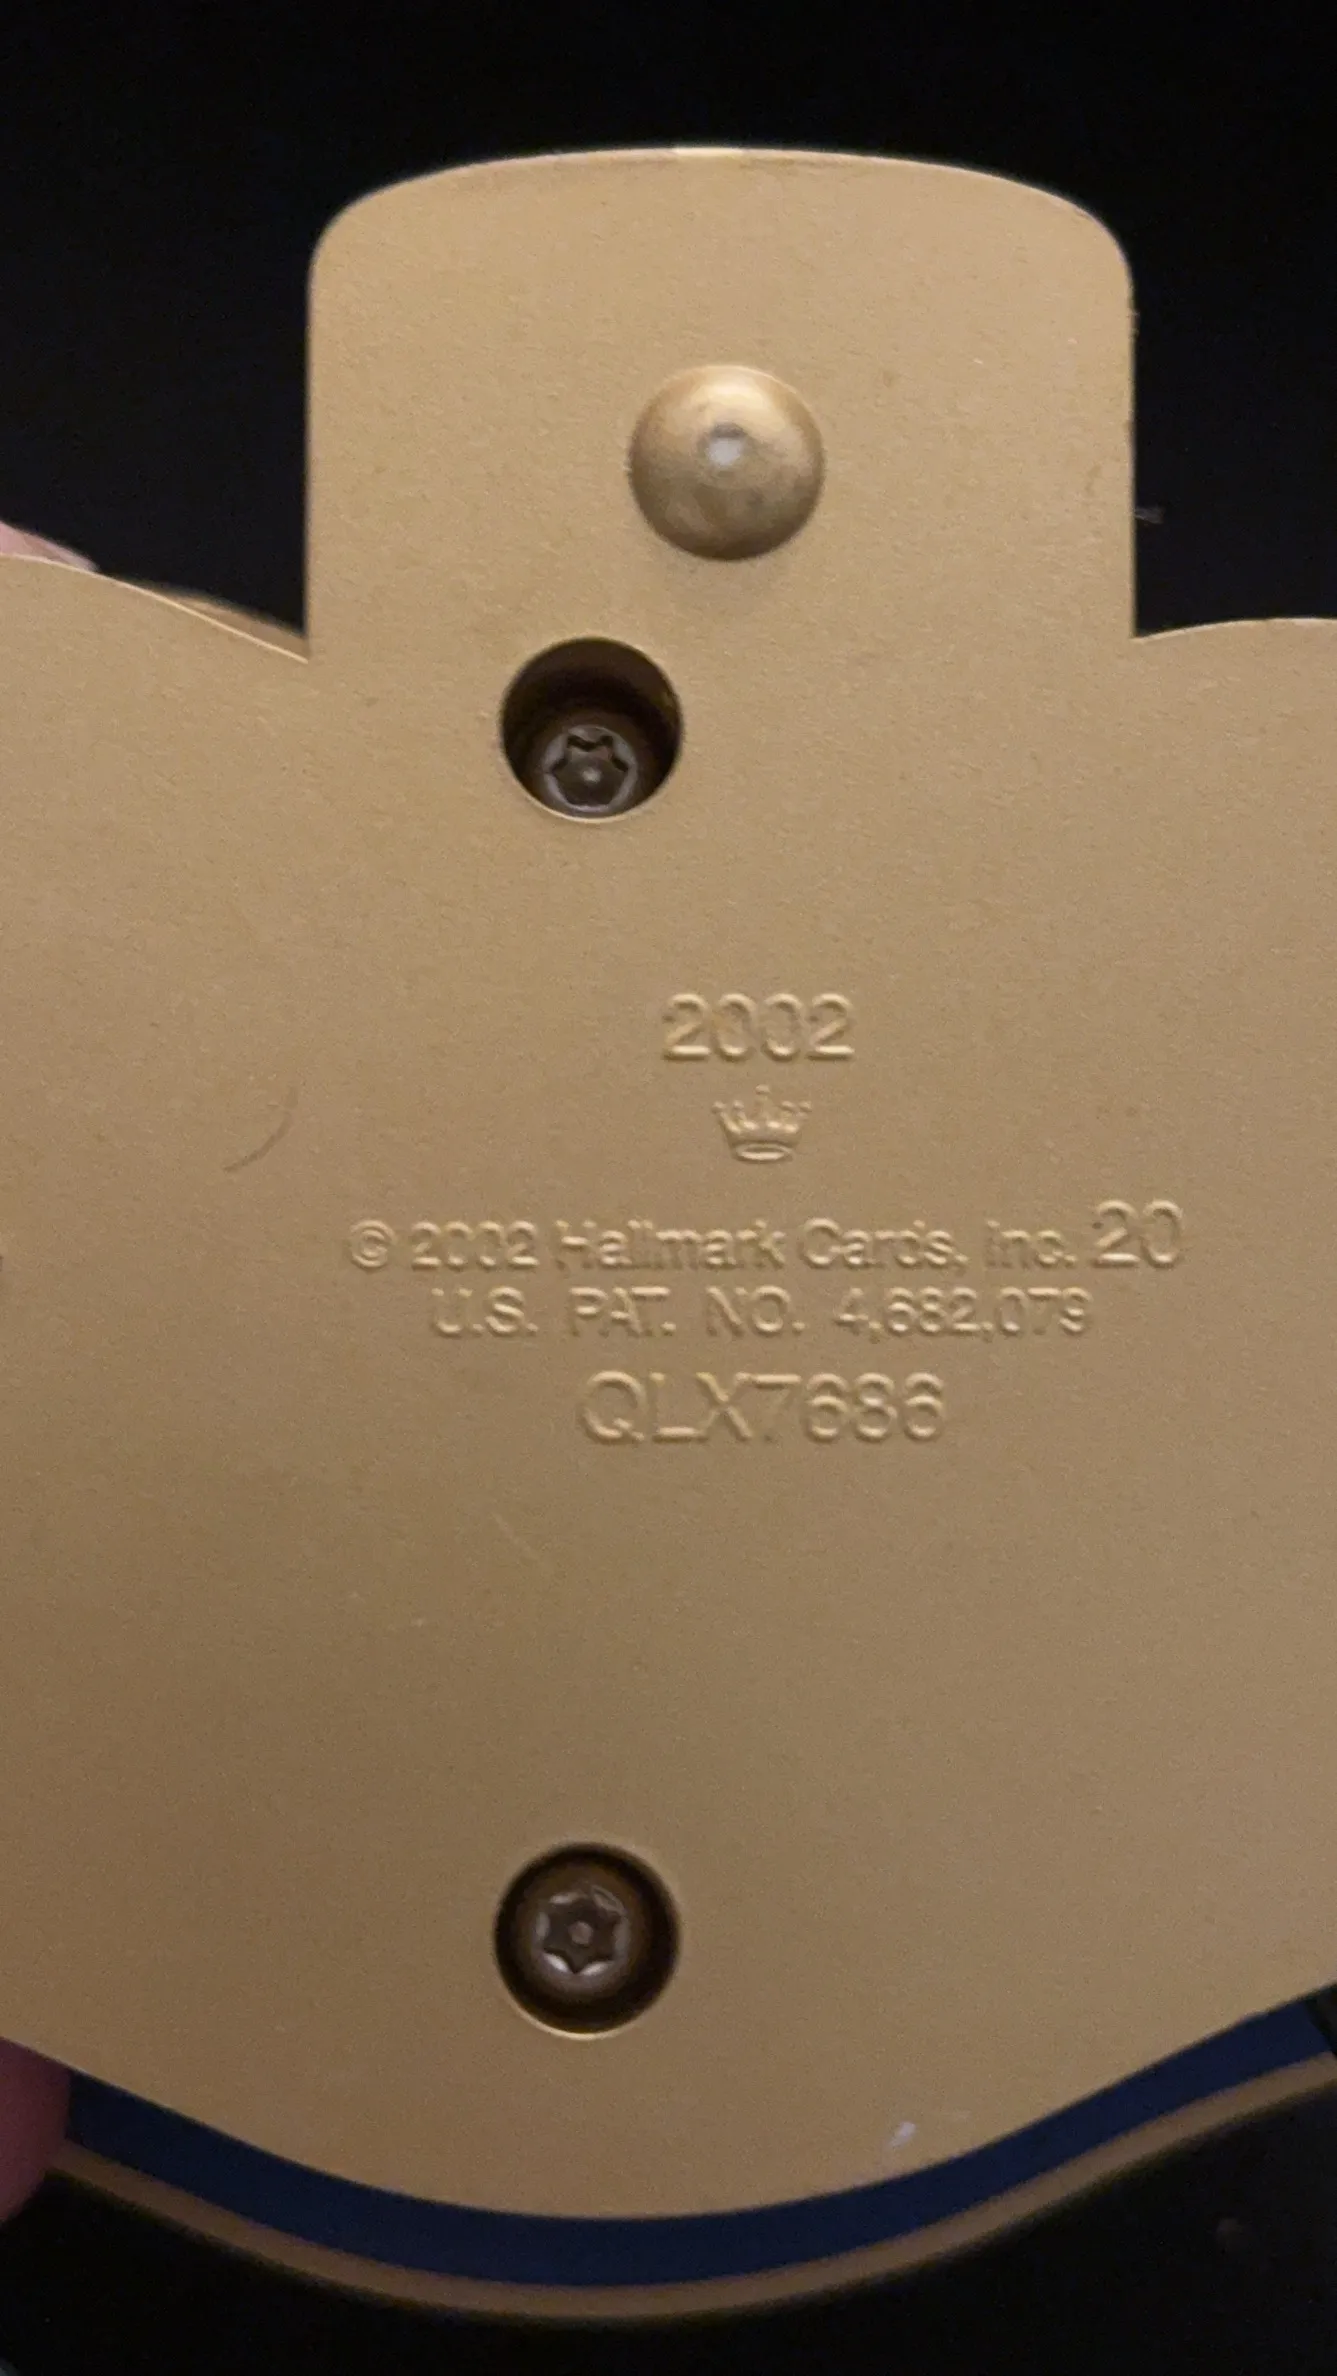 2002
© 2002 Hallmark Cards, Inc. 20
U.S. PAT. NO. 4,682,079
QLX7686